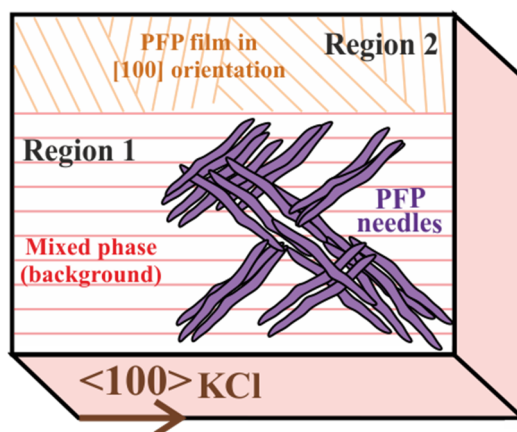 PFP film in
[100] orientation
Region 2
Region 1
PFP
needles
Mixed phase
(background)
<100> KCl